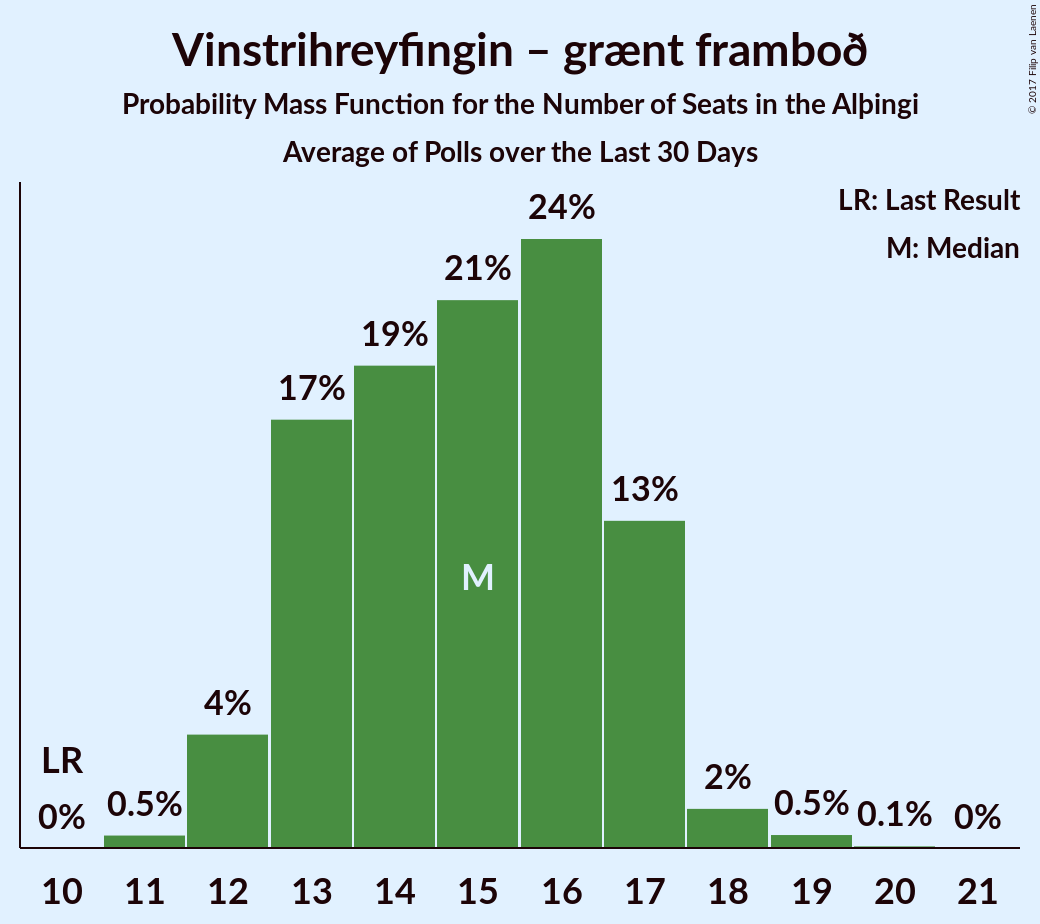 Vinstrihreyfingin – grænt framboð
Probability Mass Function for the Number of Seats in the Alþingi
Average of Polls over the Last 30 Days
© 2017 Filip van Laenen
LR: Last Result
M: Median
24%
21%
19%
17%
13%
M
4%
LR
2%
0%
0.5%
0.5%
0.1%
0%
10 11 12 13 14 15 16 17 18 19 20 21